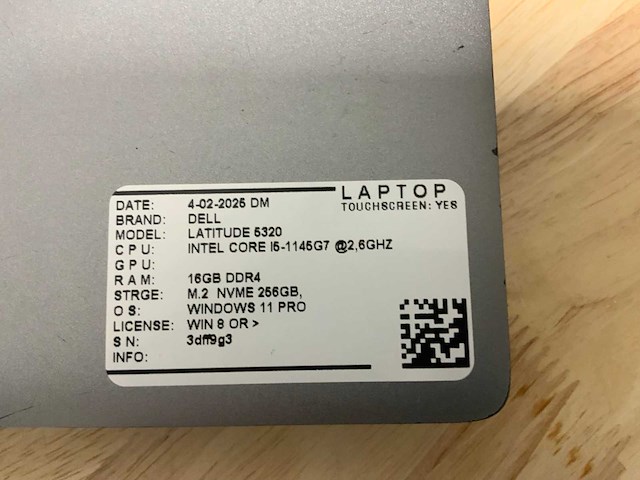 LAPTOP
TOUCHSCREEN: YES
DATE: 4-02-2025 DM
BRAND: DELL
MODEL: LATITUDE 5320
CPU: INTEL CORE I5-1145G7 @2,6GHZ
GPU:
RAM: 16GB DDR4
STRGE: M.2 NVME 256GB,
OS: WINDOWS 11 PRO
LICENSE: WIN 8 OR >
SN: 3dff9g3
INFO: